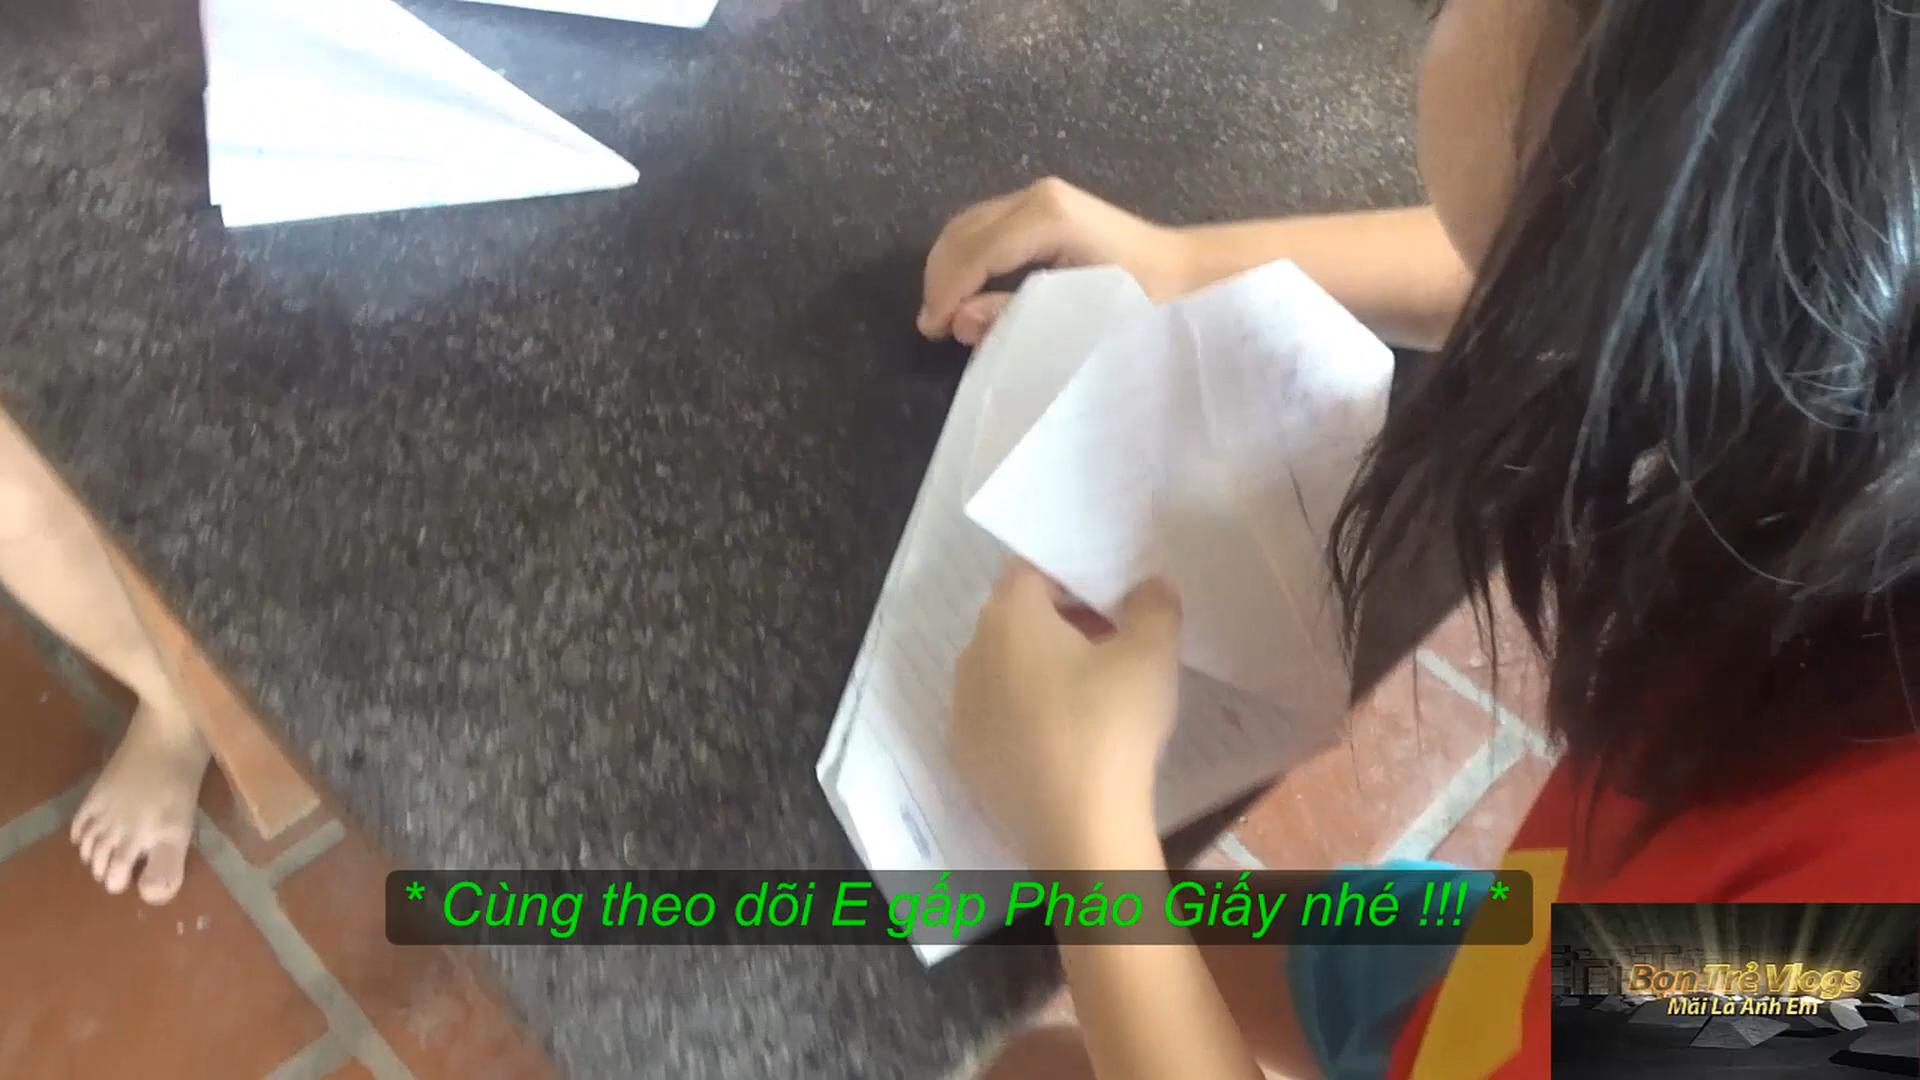 * Cùng theo dõi E gấp Pháo Giấy nhé !!! *
Bọn Trẻ Vlogs
Mãi Là Anh Em